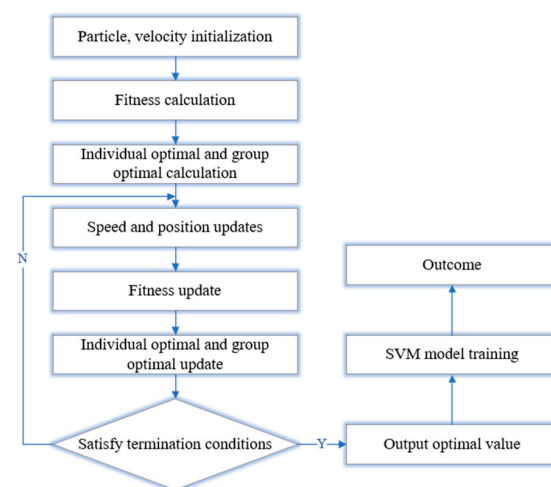 Particle, velocity initialization
Fitness calculation
Individual optimal and group
optimal calculation
Speed and position updates
N
Fitness update
Individual optimal and group
optimal update
Satisfy termination conditions
Y
Output optimal value
SVM model training
Outcome